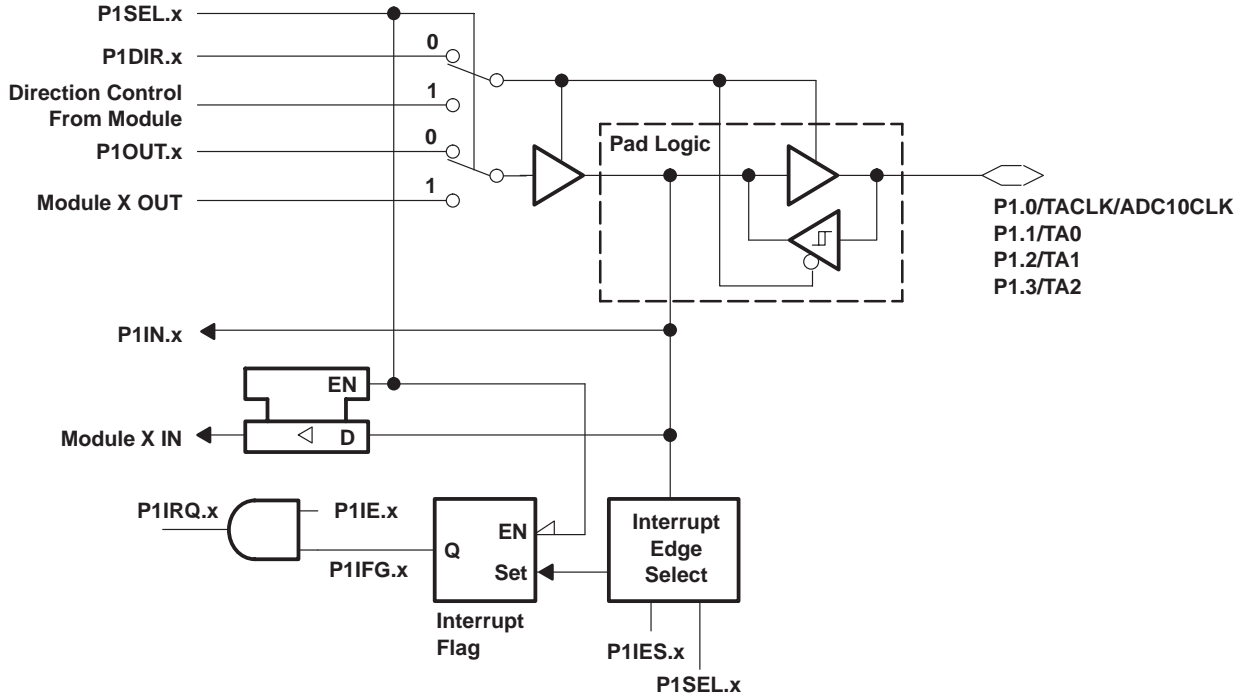 P1SEL.x
P1DIR.x
0
Direction Control
From Module
1
P1OUT.x
0
Module X OUT
1
Pad Logic
P1.0/TACLK/ADC10CLK
P1.1/TA0
P1.2/TA1
P1.3/TA2
P1IN.x
EN
Module X IN
D
P1IRQ.x
P1IE.x
P1IFG.x
Q
EN
Set
Interrupt
Flag
Interrupt
Edge
Select
P1IES.x
P1SEL.x